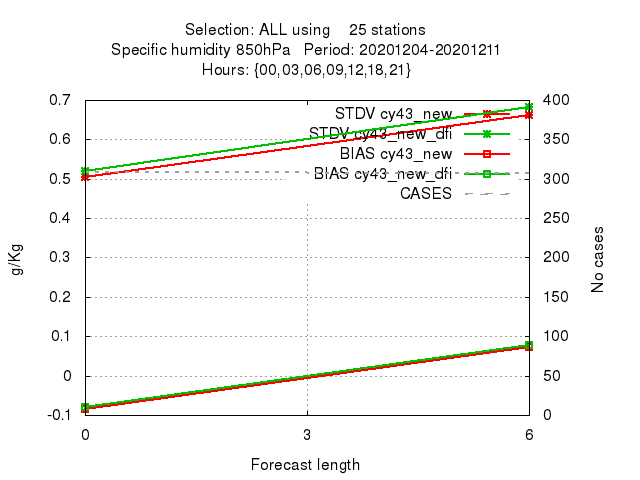 Selection: ALL using    25 stations
Specific humidity 850hPa   Period: 20201204-20201211
Hours: {00,03,06,09,12,18,21}
0.7
0.6
0.5
0.4
0.3
0.2
0.1
0
-0.1
g/Kg
STDV cy43_new
STDV cy43_new_dfi
BIAS cy43_new
BIAS cy43_new_dfi
CASES
400
350
300
250
200
150
100
50
0
No cases
0 3 6
Forecast length